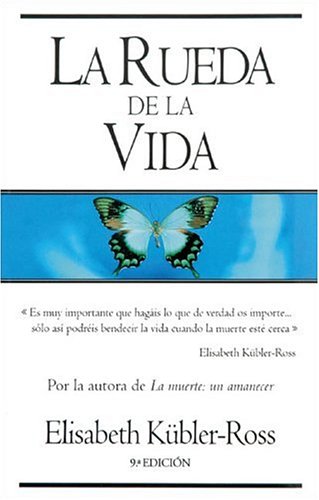 LA RUEDA
DE LA
VIDA
« Es muy importante que hagáis lo que de verdad os importe...
sólo así podréis bendecir la vida cuando la muerte esté cerca »
Elisabeth Kübler-Ross
Por la autora de La muerte: un amanecer
Elisabeth Kübler-Ross
9.ª EDICIÓN